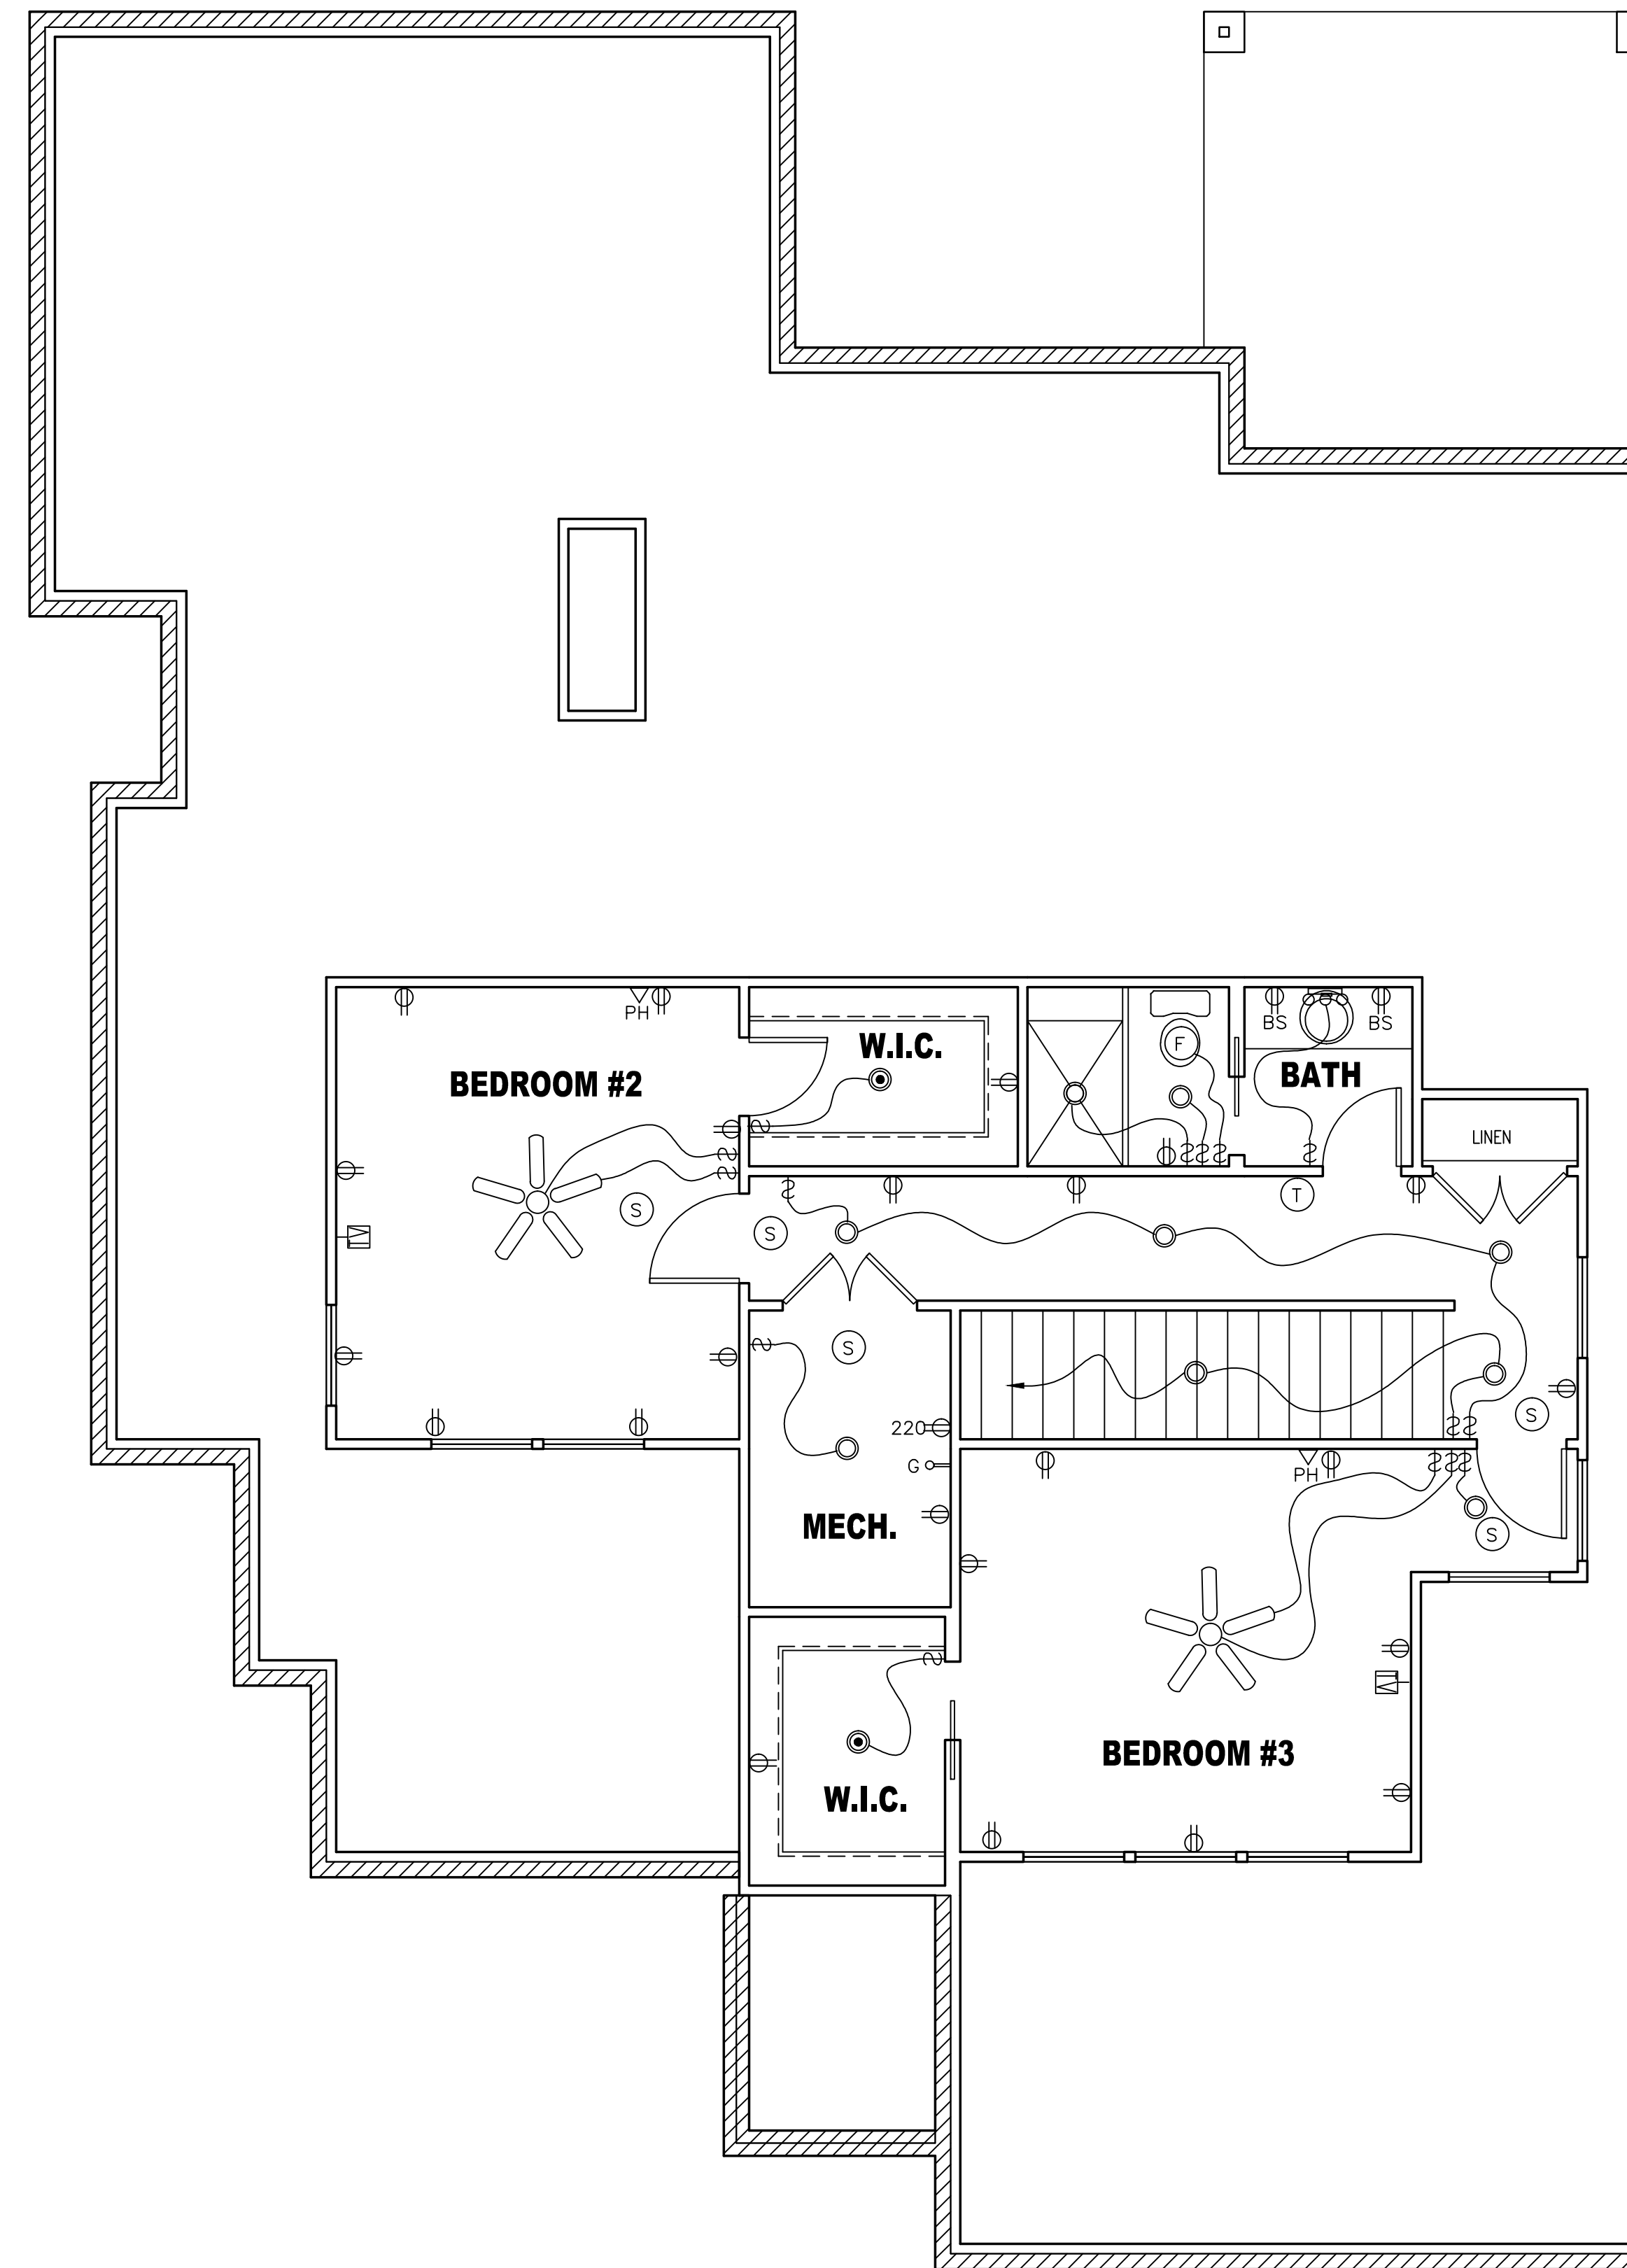 PH
BS
BS
W.I.C.
F
BEDROOM #2
BATH
LINEN
T
S
S
S
S
220
G
PH
MECH.
S
BEDROOM #3
W.I.C.